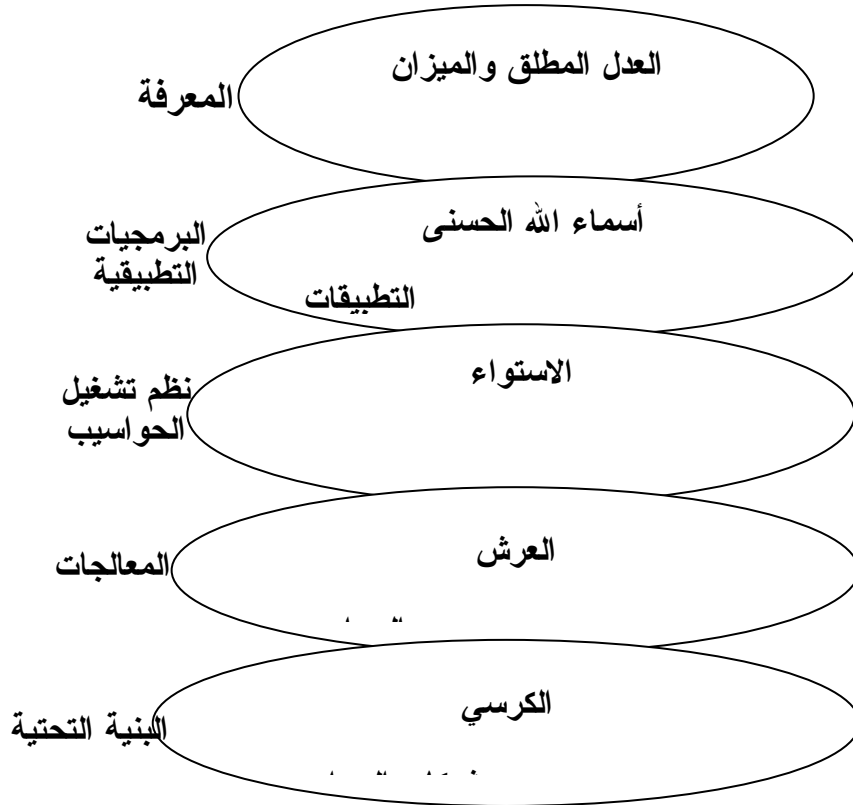 العدل المطلق والميزان
المعرفة
أسماء الله الحسنى
البرمجيات
التطبيقية
التطبيقات
الاستواء
نظم تشغيل
الحواسيب
العرش
المعالجات
الكرسي
البنية التحتية